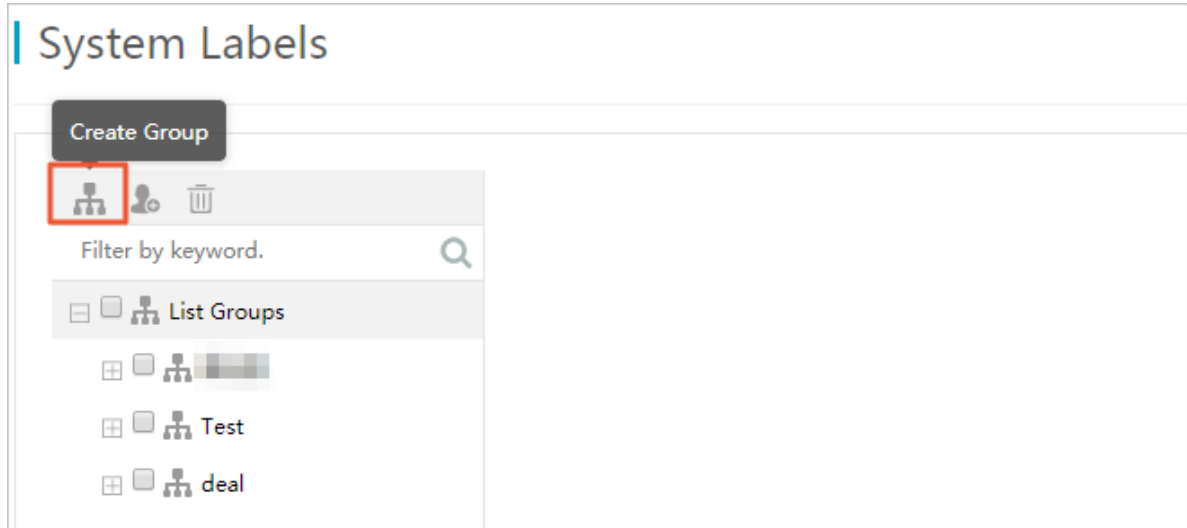 System Labels
Create Group
Filter by keyword.
List Groups
Test
deal